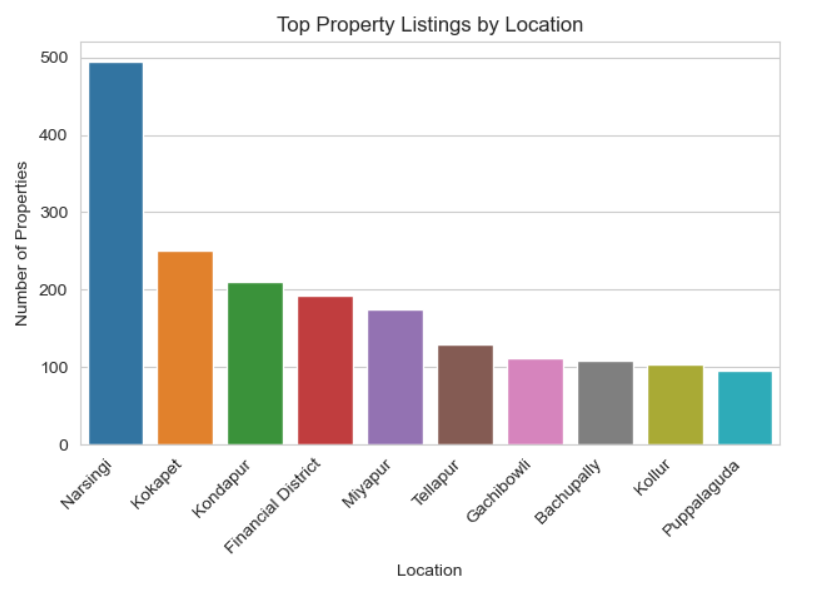 Top Property Listings by Location
Number of Properties
500
400
300
200
100
0
Narsingi
Kokapet
Kondapur
Financial District
Miyapur
Tellapur
Gachibowli
Bachupally
Kollur
Puppalaguda
Location